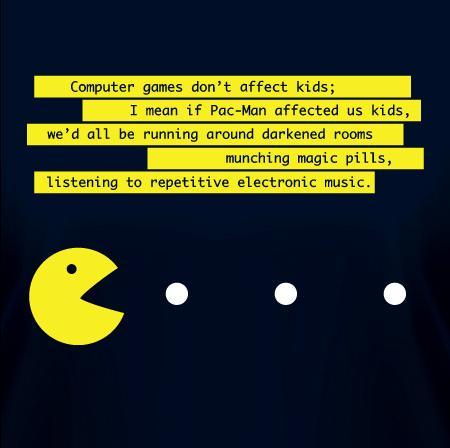 Computer games don't affect kids;
I mean if Pac-Man affected us kids,
we'd all be running around darkened rooms
munching magic pills,
listening to repetitive electronic music.